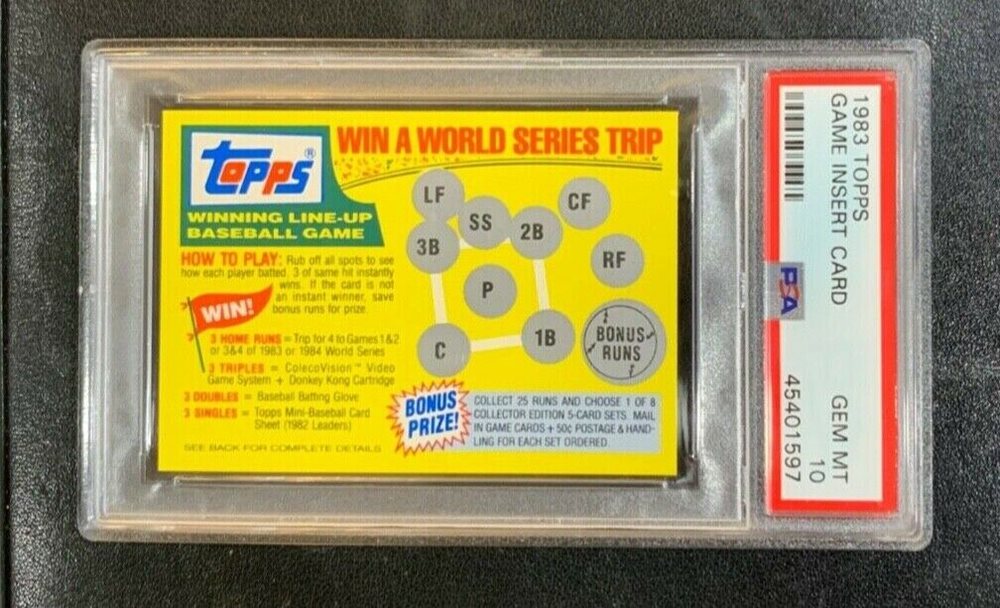 WIN A WORLD SERIES TRIP
TOPPS®
WINNING LINE-UP
BASEBALL GAME
HOW TO PLAY: Rub off all spots to see
how each player batted. 3 of same hit instantly
wins. If the card is not
an instant winner, save
bonus runs for prize.
WIN!
3 HOME RUNS = Trip for 4 to Games 1&2
or 3&4 of 1983 or 1984 World Series
3 TRIPLES = ColecoVision™ Video
Game System + Donkey Kong Cartridge
3 DOUBLES = Baseball Batting Glove
3 SINGLES = Topps Mini-Baseball Card
Sheet (1982 Leaders)
SEE BACK FOR COMPLETE DETAILS
LF
CF
SS
2B
3B
RF
P
C
1B
BONUS
RUNS
BONUS
PRIZE!
COLLECT 25 RUNS AND CHOOSE 1 OF 8
COLLECTOR EDITION 5-CARD SETS. MAIL
IN GAME CARDS + 50¢ POSTAGE & HAND-
LING FOR EACH SET ORDERED.
1983 TOPPS
GAME INSERT CARD
GEM MT
10
PSA
45401597